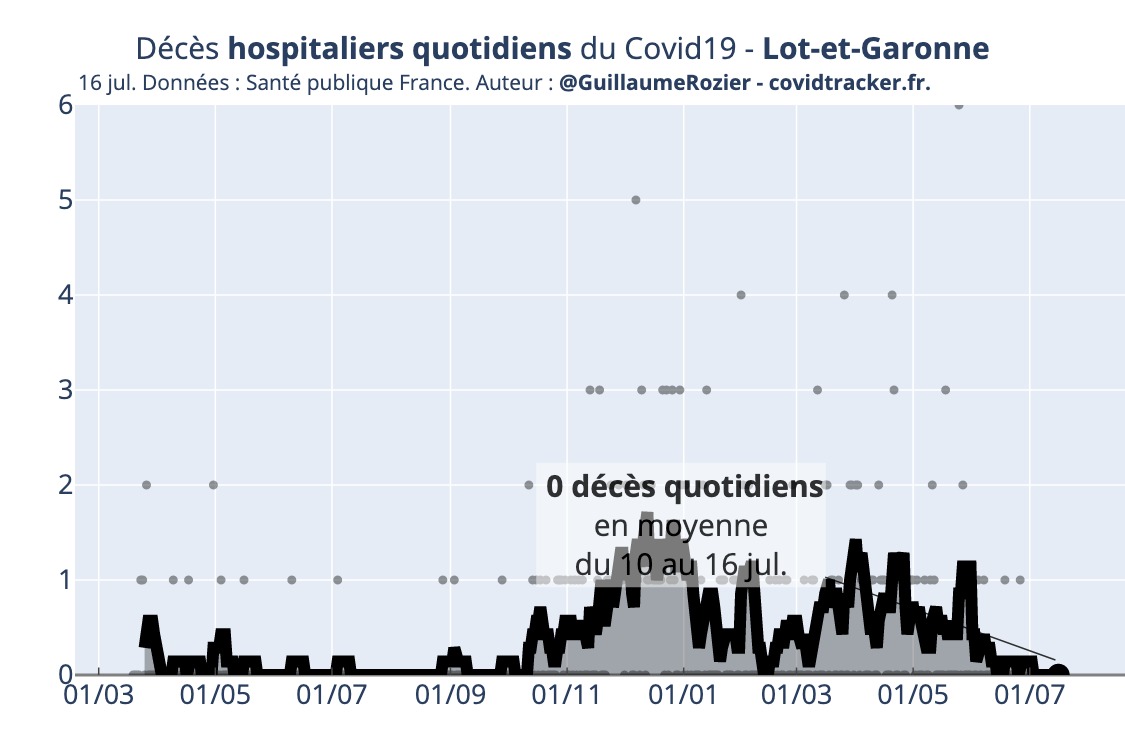 Décès hospitaliers quotidiens du Covid19 - Lot-et-Garonne
16 jul. Données : Santé publique France. Auteur : @GuillaumeRozier - covidtracker.fr.
6
5
4
3
2
1
0
0 décès quotidiens
en moyenne
du 10 au 16 jul.
01/03 01/05 01/07 01/09 01/11 01/01 01/03 01/05 01/07